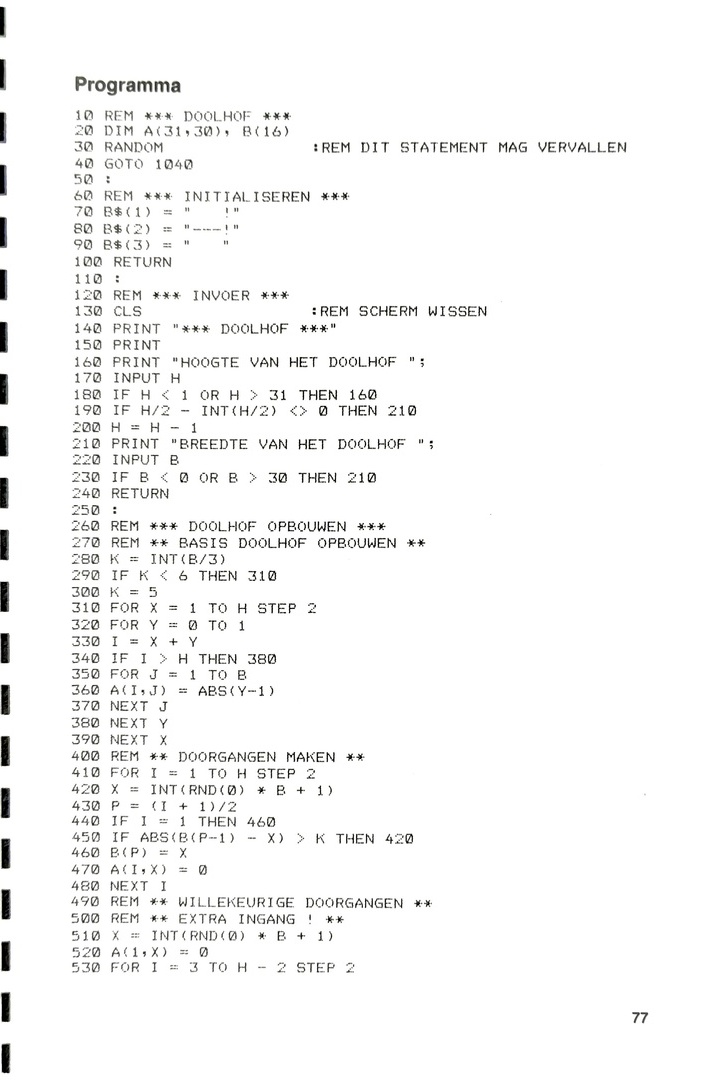 Programma
10 REM *** DOOLHOF ***
20 DIM A(31,30), B(16)
30 RANDOM                :REM DIT STATEMENT MAG VERVALLEN
40 GOTO 1040
50 :
60 REM *** INITIALISEREN ***
70 B$(1) = "   !"
80 B$(2) = "---!"
90 B$(3) = "   "
100 RETURN
110 :
120 REM *** INVOER ***
130 CLS                  :REM SCHERM WISSEN
140 PRINT "*** DOOLHOF ***"
150 PRINT
160 PRINT "HOOGTE VAN HET DOOLHOF ";
170 INPUT H
180 IF H < 1 OR H > 31 THEN 160
190 IF H/2 - INT(H/2) <> 0 THEN 210
200 H = H - 1
210 PRINT "BREEDTE VAN HET DOOLHOF ";
220 INPUT B
230 IF B < 0 OR B > 30 THEN 210
240 RETURN
250 :
260 REM *** DOOLHOF OPBOUWEN ***
270 REM ** BASIS DOOLHOF OPBOUWEN **
280 K = INT(B/3)
290 IF K < 6 THEN 310
300 K = 5
310 FOR X = 1 TO H STEP 2
320 FOR Y = 0 TO 1
330 I = X + Y
340 IF I > H THEN 380
350 FOR J = 1 TO B
360 A(I,J) = ABS(Y-1)
370 NEXT J
380 NEXT Y
390 NEXT X
400 REM ** DOORGANGEN MAKEN **
410 FOR I = 1 TO H STEP 2
420 X = INT(RND(0) * B + 1)
430 P = (I + 1)/2
440 IF I = 1 THEN 460
450 IF ABS(B(P-1) - X) > K THEN 420
460 B(P) = X
470 A(I,X) = 0
480 NEXT I
490 REM ** WILLEKEURIGE DOORGANGEN **
500 REM ** EXTRA INGANG ! **
510 X = INT(RND(0) * B + 1)
520 A(1,X) = 0
530 FOR I = 3 TO H - 2 STEP 2
77